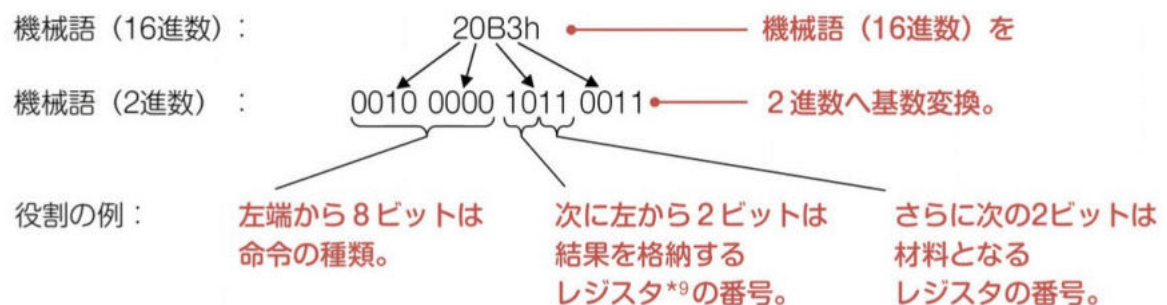 機械語（16進数）： 20B3h 機械語（16進数）を
機械語（2進数） ： 0010 0000 1011 0011 2進数へ基数変換。
役割の例： 左端から8ビットは 次に左から2ビットは さらに次の2ビットは
命令の種類。 結果を格納する 材料となる
レジスタ*9の番号。 レジスタの番号。